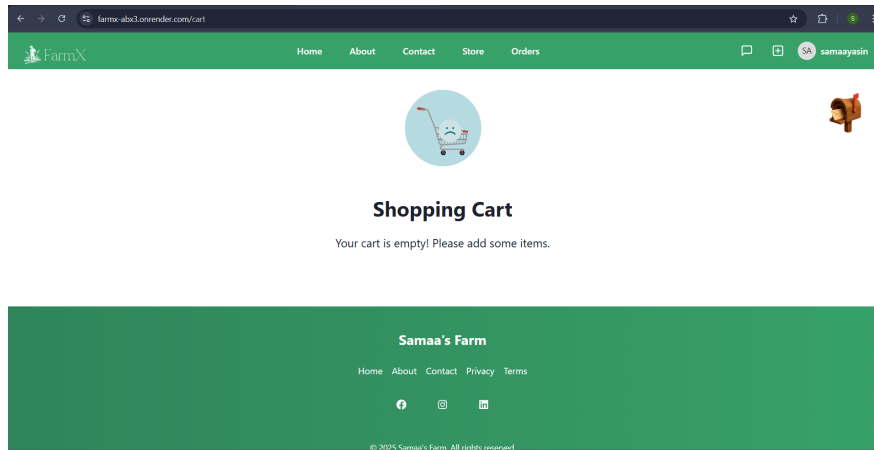 farmx-abx3.onrender.com/cart
S
FarmX
Home About Contact Store Orders
SA samaayasin
Shopping Cart
Your cart is empty! Please add some items.
Samaa's Farm
Home About Contact Privacy Terms
© 2025 Samaa's Farm. All rights reserved